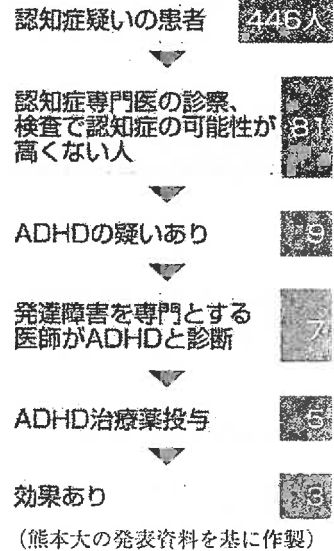 認知症疑いの患者 446人
認知症専門医の診察、
検査で認知症の可能性が 81
高くない人
ADHDの疑いあり 9
発達障害を専門とする 7
医師がADHDと診断
ADHD治療薬投与 5
効果あり 3
(熊本大の発表資料を基に作製)